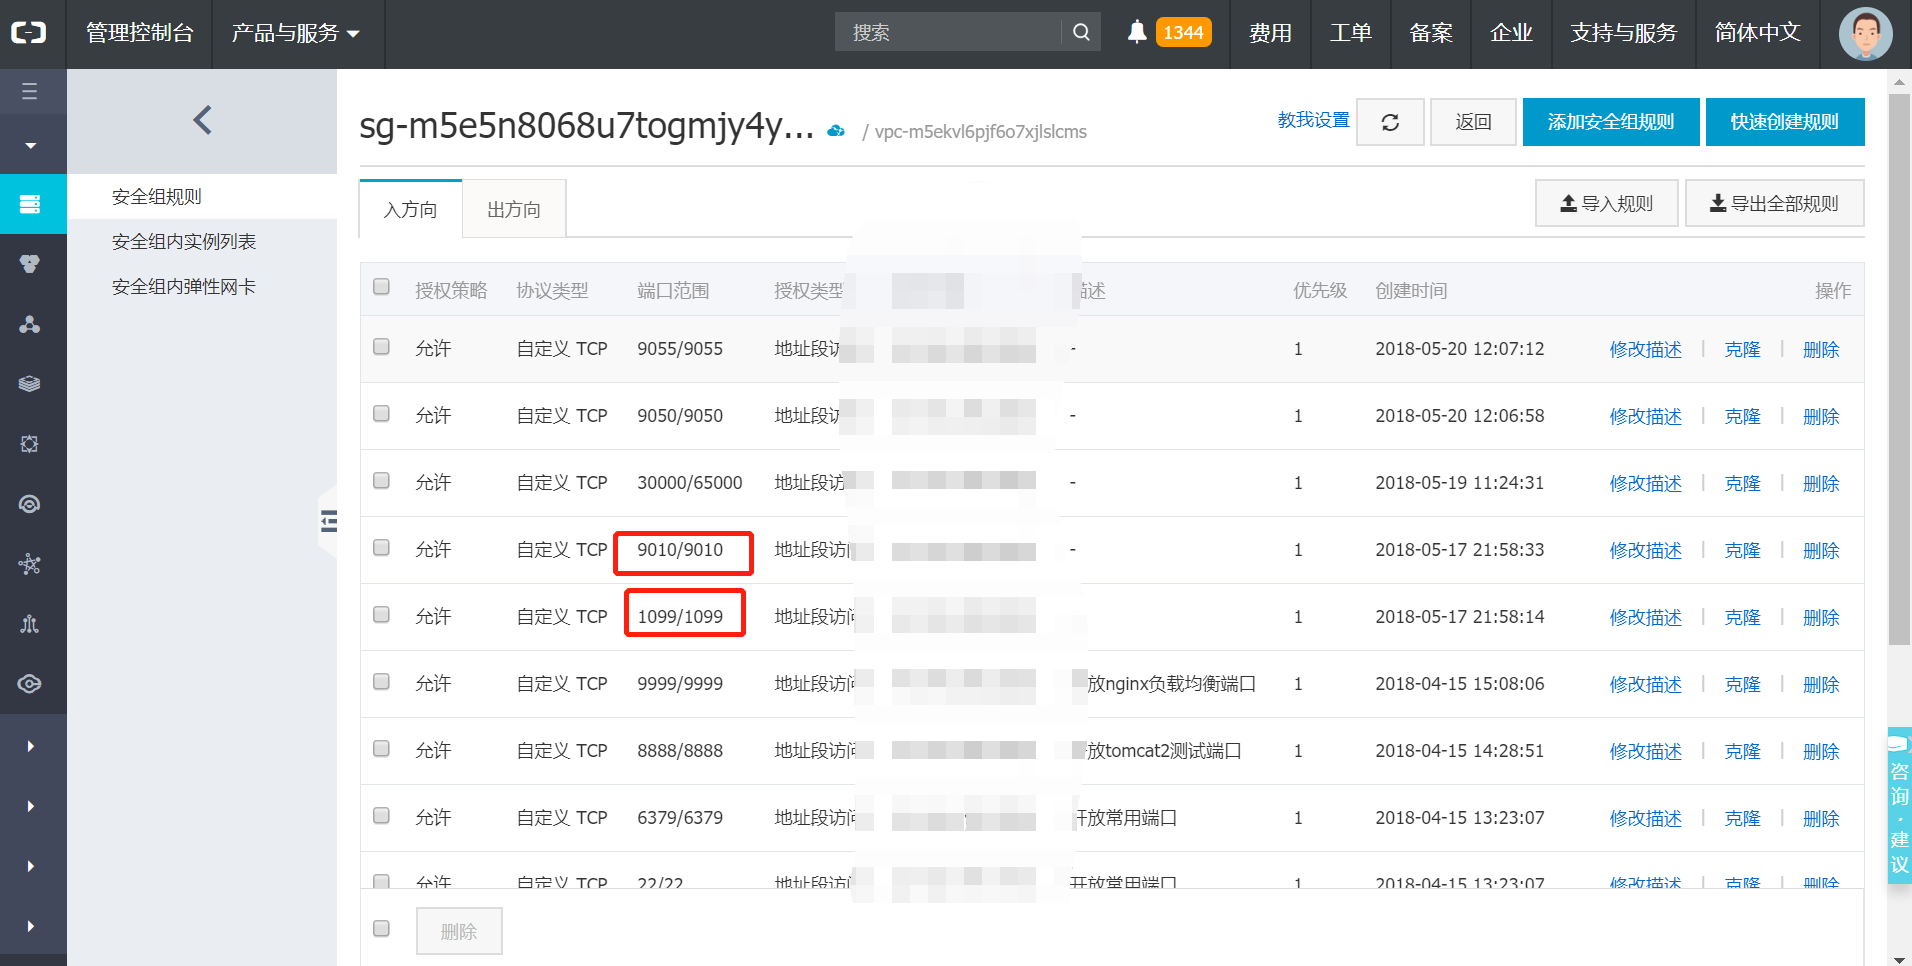 管理控制台 产品与服务 搜索 1344 费用 工单 备案 企业 支持与服务 简体中文
sg-m5e5n8068u7togmjy4y... / vpc-m5ekvl6pjf6o7xjlslcms 教我设置 返回 添加安全组规则 快速创建规则
安全组规则
安全组内实例列表
安全组内弹性网卡
入方向 出方向 导入规则 导出全部规则
授权策略 协议类型 端口范围 授权类型 描述 优先级 创建时间 操作
允许 自定义 TCP 9055/9055 地址段访 - 1 2018-05-20 12:07:12 修改描述 克隆 删除
允许 自定义 TCP 9050/9050 地址段访 - 1 2018-05-20 12:06:58 修改描述 克隆 删除
允许 自定义 TCP 30000/65000 地址段访 - 1 2018-05-19 11:24:31 修改描述 克隆 删除
允许 自定义 TCP 9010/9010 地址段访问 - 1 2018-05-17 21:58:33 修改描述 克隆 删除
允许 自定义 TCP 1099/1099 地址段访问 1 2018-05-17 21:58:14 修改描述 克隆 删除
允许 自定义 TCP 9999/9999 地址段访问 放nginx负载均衡端口 1 2018-04-15 15:08:06 修改描述 克隆 删除
允许 自定义 TCP 8888/8888 地址段访问 开放tomcat2测试端口 1 2018-04-15 14:28:51 修改描述 克隆 删除
允许 自定义 TCP 6379/6379 地址段访问 开放常用端口 1 2018-04-15 13:23:07 修改描述 克隆 删除
允许 自定义 TCP 22/22 地址段访问 开放常用端口 1 2018-04-15 13:23:07 修改描述 克隆 删除
删除
咨询·建议